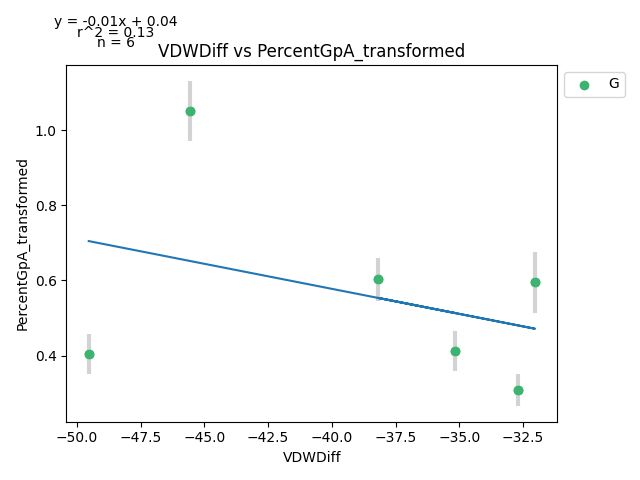 y = -0.01x + 0.04
r^2 = 0.13
n = 6
VDWDiff vs PercentGpA_transformed
G
PercentGpA_transformed
1.0
0.8
0.6
0.4
−50.0 −47.5 −45.0 −42.5 −40.0 −37.5 −35.0 −32.5
VDWDiff